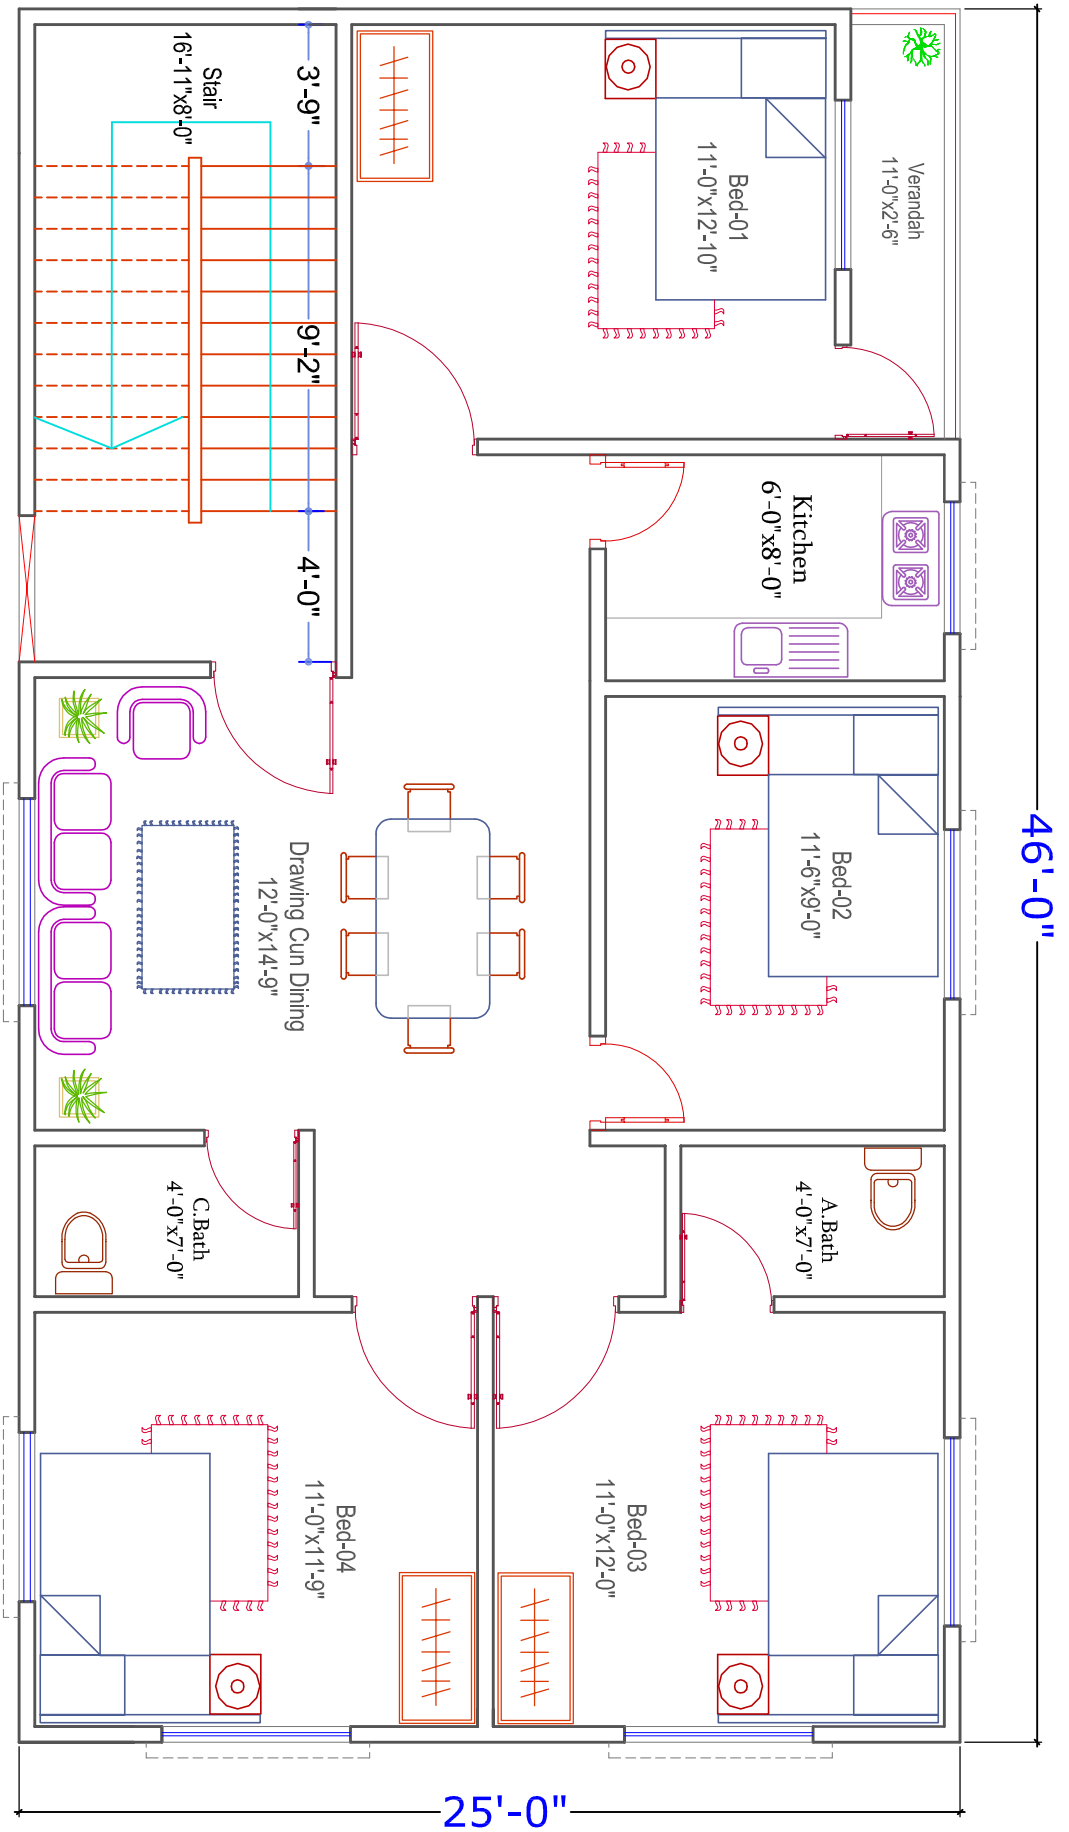 Stair
16'-11"x8'-0"
3'-9"
9'-2"
4'-0"
Bed-01
11'-0"x12'-10"
Verandah
11'-0"x2'-6"
Kitchen
6'-0"x8'-0"
46'-0"
Bed-02
11'-6"x9'-0"
Drawing Cun Dining
12'-0"x14'-9"
C.Bath
4'-0"x7'-0"
A.Bath
4'-0"x7'-0"
Bed-04
11'-0"x11'-9"
Bed-03
11'-0"x12'-0"
25'-0"